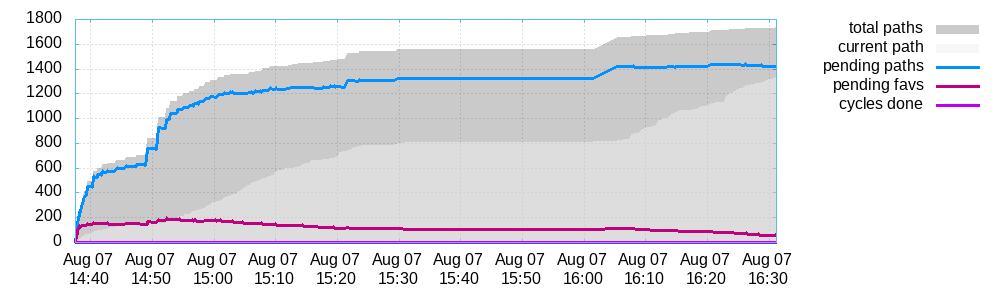 1800
1600
1400
1200
1000
800
600
400
200
0
Aug 07 Aug 07 Aug 07 Aug 07 Aug 07 Aug 07 Aug 07 Aug 07 Aug 07 Aug 07 Aug 07 Aug 07
14:40 14:50 15:00 15:10 15:20 15:30 15:40 15:50 16:00 16:10 16:20 16:30
total paths
current path
pending paths
pending favs
cycles done